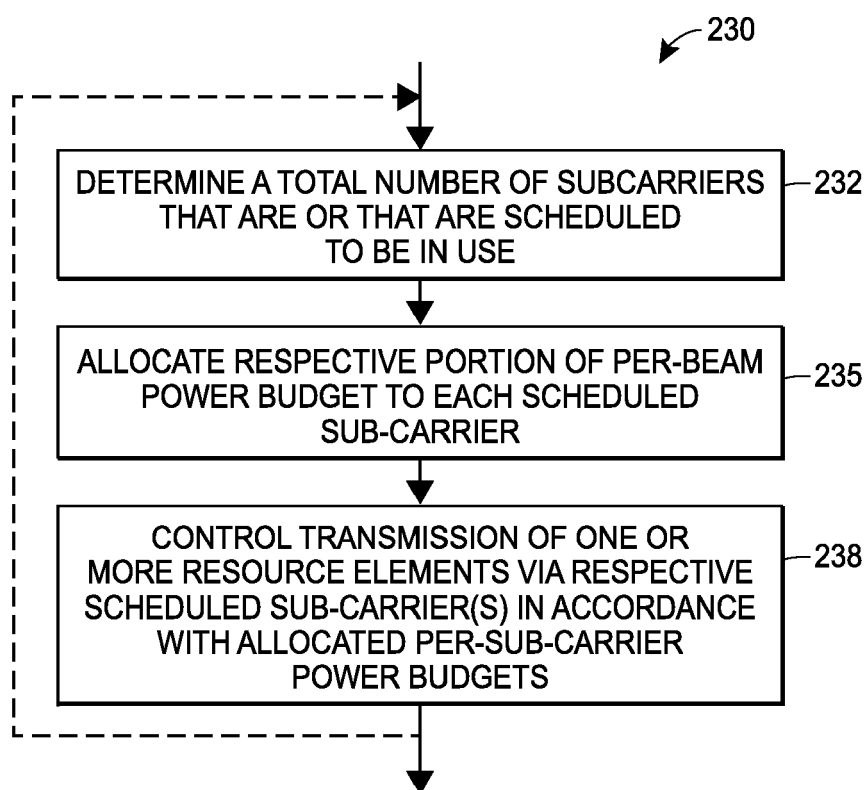 230
DETERMINE A TOTAL NUMBER OF SUBCARRIERS
THAT ARE OR THAT ARE SCHEDULED
TO BE IN USE
232
ALLOCATE RESPECTIVE PORTION OF PER-BEAM
POWER BUDGET TO EACH SCHEDULED
SUB-CARRIER
235
CONTROL TRANSMISSION OF ONE OR
MORE RESOURCE ELEMENTS VIA RESPECTIVE
SCHEDULED SUB-CARRIER(S) IN ACCORDANCE
WITH ALLOCATED PER-SUB-CARRIER
POWER BUDGETS
238